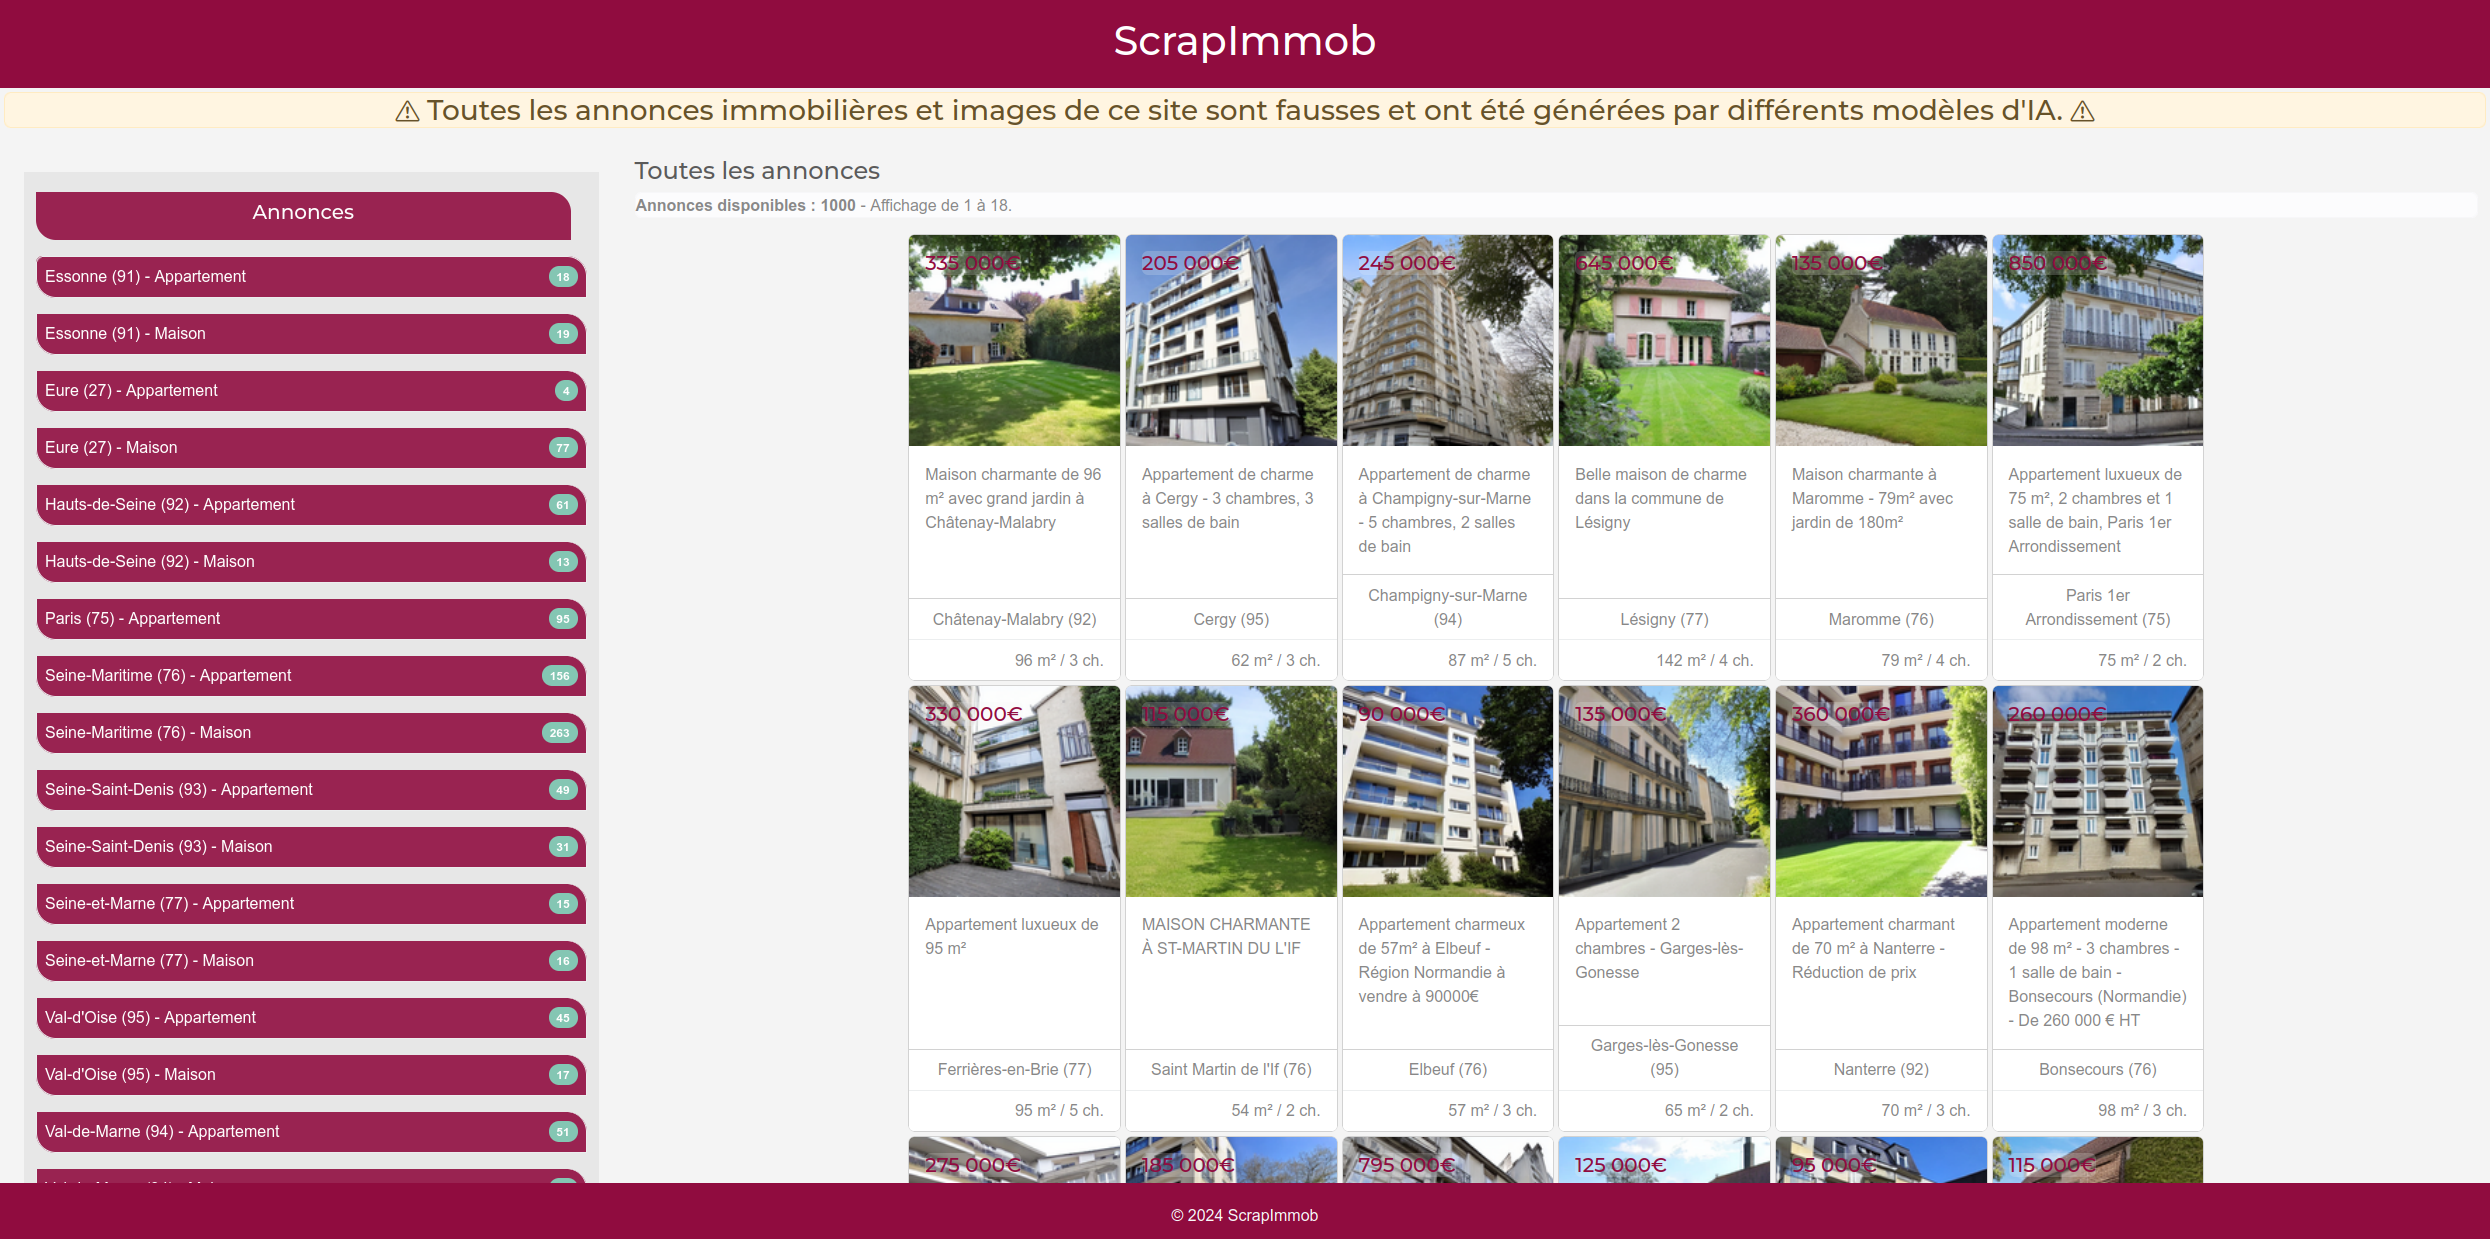 ScrapImmob
⚠ Toutes les annonces immobilières et images de ce site sont fausses et ont été générées par différents modèles d'IA. ⚠
Annonces
Essonne (91) - Appartement 18
Essonne (91) - Maison 19
Eure (27) - Appartement 4
Eure (27) - Maison 77
Hauts-de-Seine (92) - Appartement 61
Hauts-de-Seine (92) - Maison 13
Paris (75) - Appartement 95
Seine-Maritime (76) - Appartement 156
Seine-Maritime (76) - Maison 263
Seine-Saint-Denis (93) - Appartement 49
Seine-Saint-Denis (93) - Maison 31
Seine-et-Marne (77) - Appartement 15
Seine-et-Marne (77) - Maison 16
Val-d'Oise (95) - Appartement 45
Val-d'Oise (95) - Maison 17
Val-de-Marne (94) - Appartement 51
Toutes les annonces
Annonces disponibles : 1000 - Affichage de 1 à 18.
335 000€
Maison charmante de 96
m² avec grand jardin à
Châtenay-Malabry
Châtenay-Malabry (92)
96 m² / 3 ch.
205 000€
Appartement de charme
à Cergy - 3 chambres, 3
salles de bain
Cergy (95)
62 m² / 3 ch.
245 000€
Appartement de charme
à Champigny-sur-Marne
- 5 chambres, 2 salles
de bain
Champigny-sur-Marne
(94)
87 m² / 5 ch.
645 000€
Belle maison de charme
dans la commune de
Lésigny
Lésigny (77)
142 m² / 4 ch.
135 000€
Maison charmante à
Maromme - 79m² avec
jardin de 180m²
Maromme (76)
79 m² / 4 ch.
850 000€
Appartement luxueux de
75 m², 2 chambres et 1
salle de bain, Paris 1er
Arrondissement
Paris 1er
Arrondissement (75)
75 m² / 2 ch.
330 000€
Appartement luxueux de
95 m²
Ferrières-en-Brie (77)
95 m² / 5 ch.
115 000€
MAISON CHARMANTE
À ST-MARTIN DU L'IF
Saint Martin de l'If (76)
54 m² / 2 ch.
90 000€
Appartement charmeux
de 57m² à Elbeuf -
Région Normandie à
vendre à 90000€
Elbeuf (76)
57 m² / 3 ch.
135 000€
Appartement 2
chambres - Garges-lès-
Gonesse
Garges-lès-Gonesse
(95)
65 m² / 2 ch.
360 000€
Appartement charmant
de 70 m² à Nanterre -
Réduction de prix
Nanterre (92)
70 m² / 3 ch.
260 000€
Appartement moderne
de 98 m² - 3 chambres -
1 salle de bain -
Bonsecours (Normandie)
- De 260 000 € HT
Bonsecours (76)
98 m² / 3 ch.
275 000€
185 000€
795 000€
125 000€
95 000€
115 000€
© 2024 ScrapImmob